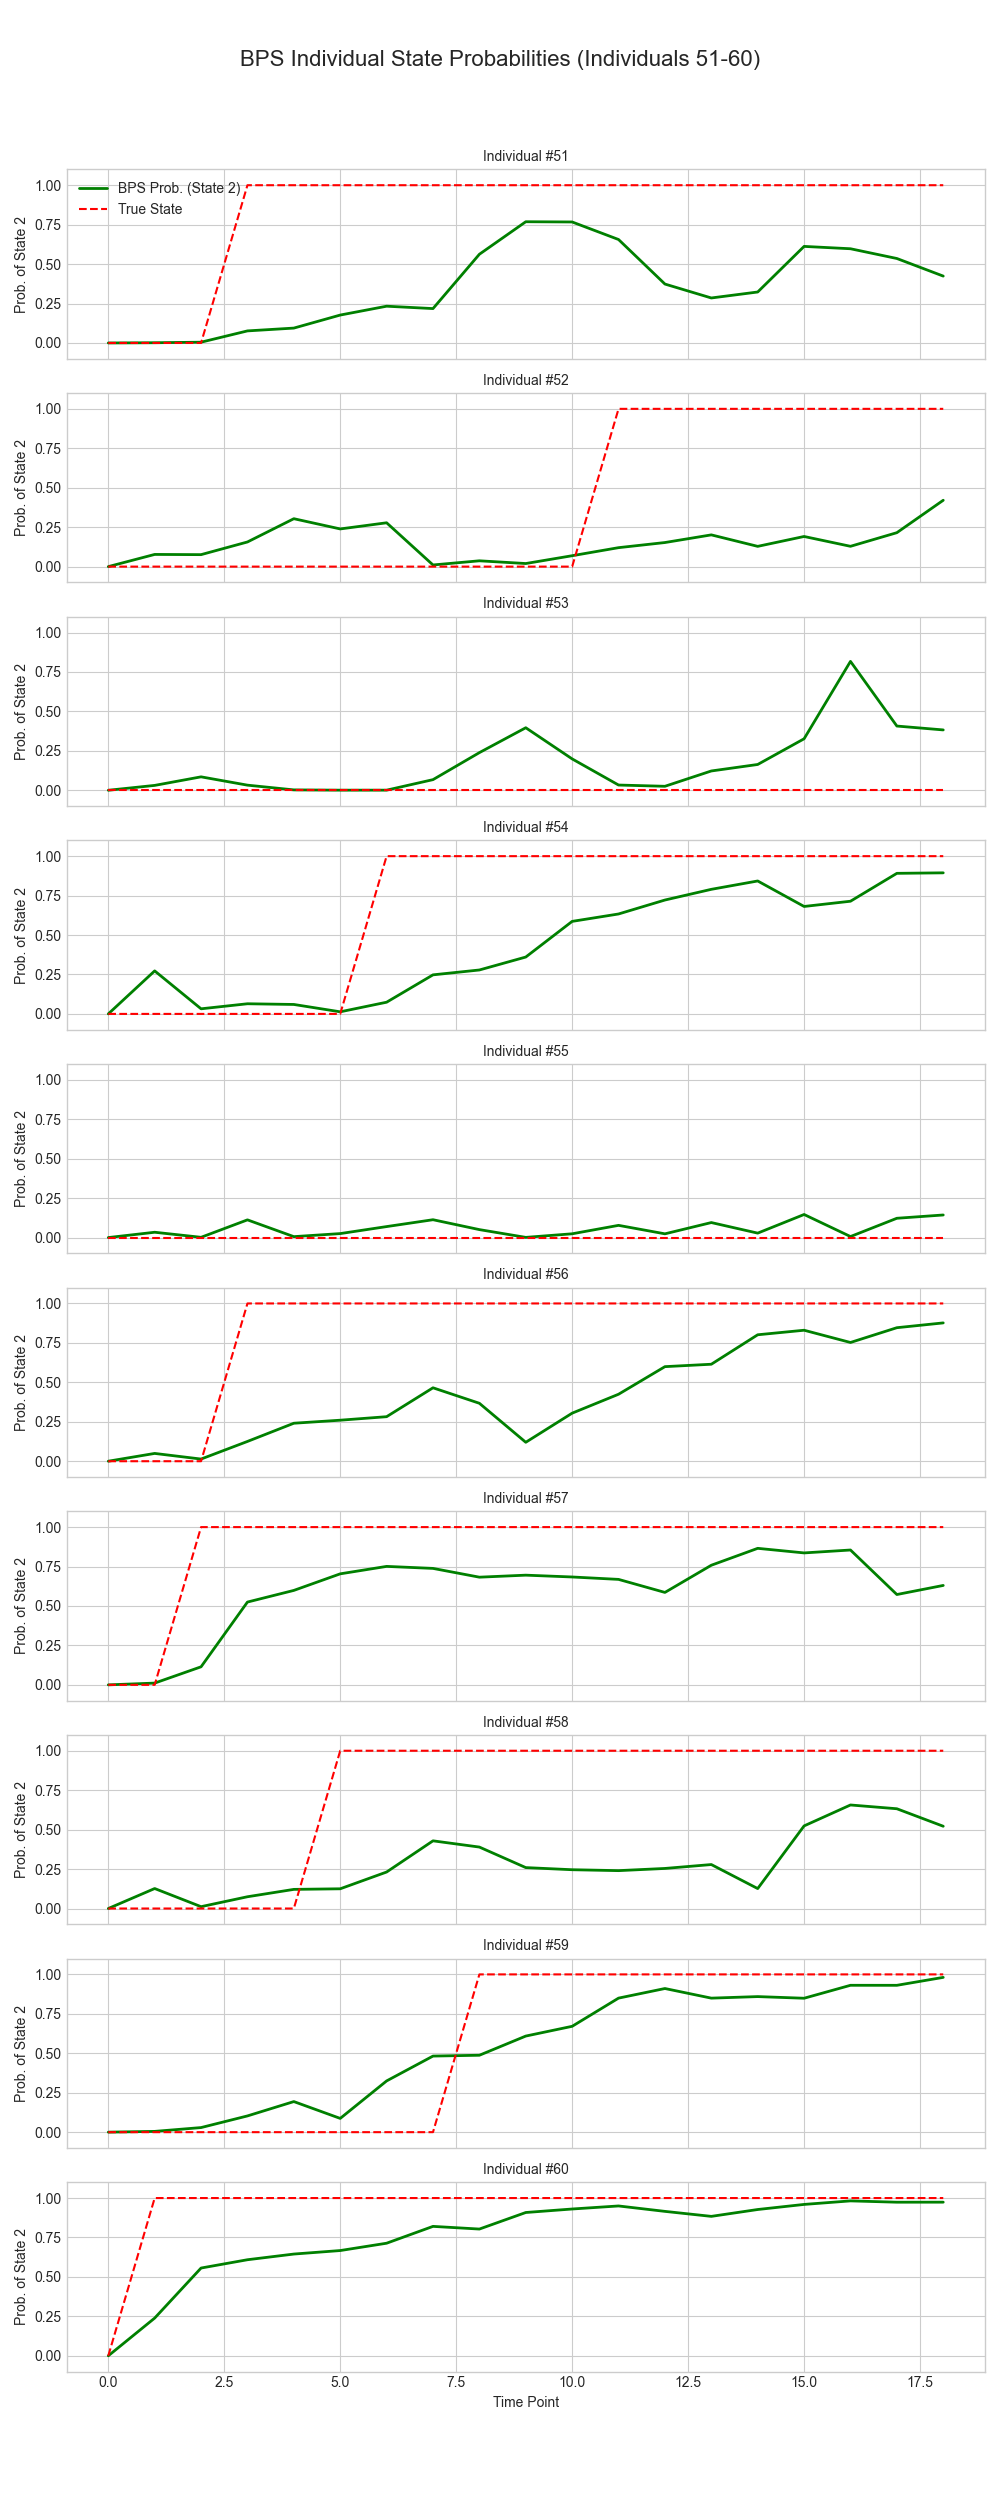 BPS Individual State Probabilities (Individuals 51-60)
Individual #51
BPS Prob. (State 2)
True State
Prob. of State 2
1.00
0.75
0.50
0.25
0.00
Individual #52
Prob. of State 2
1.00
0.75
0.50
0.25
0.00
Individual #53
Prob. of State 2
1.00
0.75
0.50
0.25
0.00
Individual #54
Prob. of State 2
1.00
0.75
0.50
0.25
0.00
Individual #55
Prob. of State 2
1.00
0.75
0.50
0.25
0.00
Individual #56
Prob. of State 2
1.00
0.75
0.50
0.25
0.00
Individual #57
Prob. of State 2
1.00
0.75
0.50
0.25
0.00
Individual #58
Prob. of State 2
1.00
0.75
0.50
0.25
0.00
Individual #59
Prob. of State 2
1.00
0.75
0.50
0.25
0.00
Individual #60
Prob. of State 2
1.00
0.75
0.50
0.25
0.00
0.0 2.5 5.0 7.5 10.0 12.5 15.0 17.5
Time Point